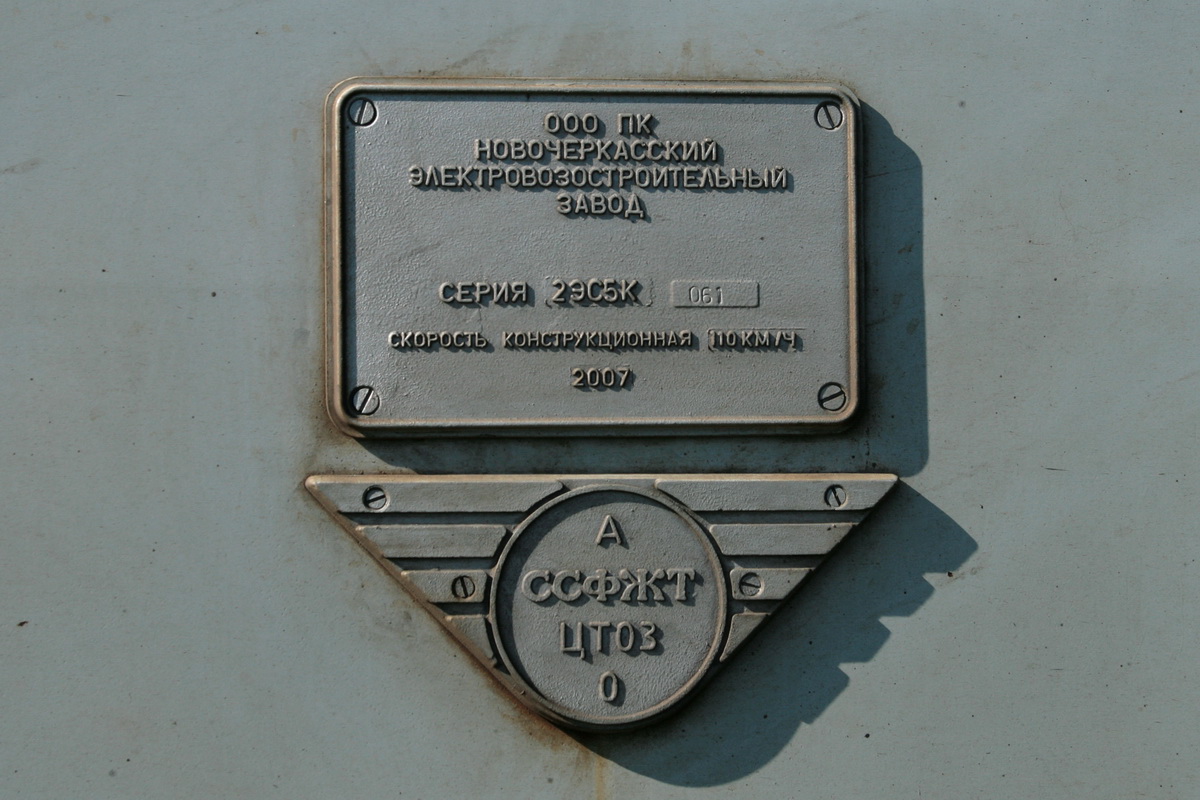 ООО ПК
НОВОЧЕРКАССКИЙ
ЭЛЕКТРОВОЗОСТРОИТЕЛЬНЫЙ
ЗАВОД
СЕРИЯ 2ЭС5К 061
СКОРОСТЬ КОНСТРУКЦИОННАЯ 110 КМ/Ч
2007
А
ССФЖТ
ЦТ03
0